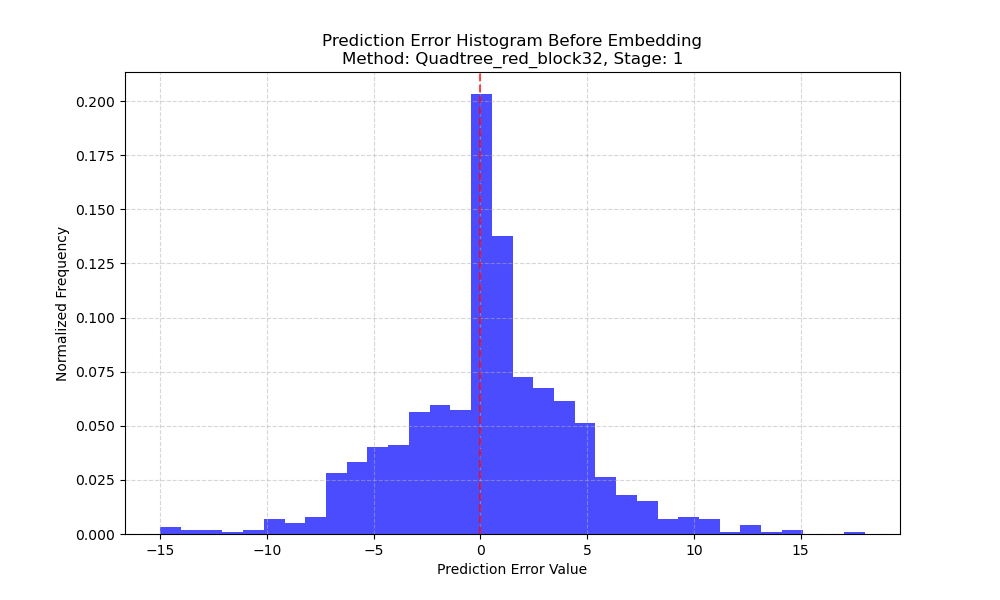 Prediction Error Histogram Before Embedding
Method: Quadtree_red_block32, Stage: 1
Normalized Frequency
0.200
0.175
0.150
0.125
0.100
0.075
0.050
0.025
0.000
−15 −10 −5 0 5 10 15
Prediction Error Value